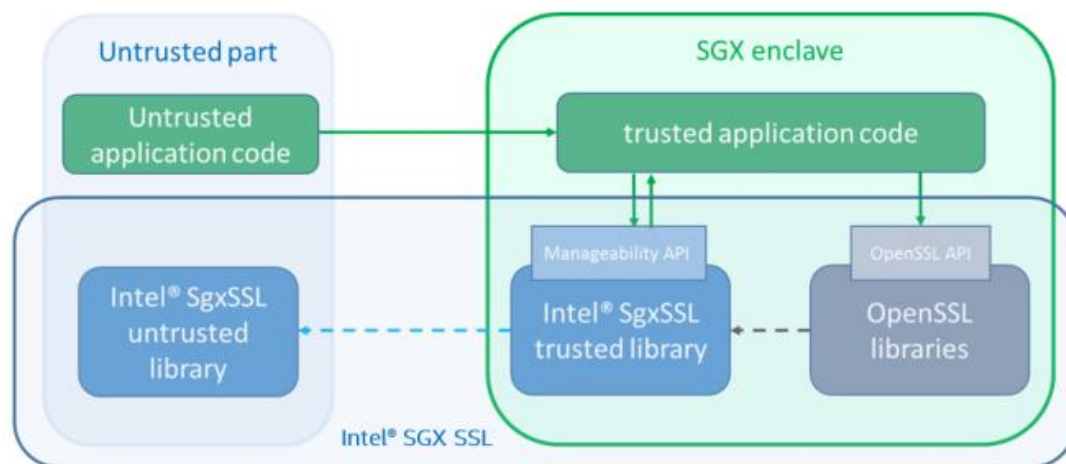 Untrusted part
SGX enclave
Untrusted
application code
trusted application code
Manageability API
OpenSSL API
Intel® SgxSSL
untrusted
library
Intel® SgxSSL
trusted library
OpenSSL
libraries
Intel® SGX SSL